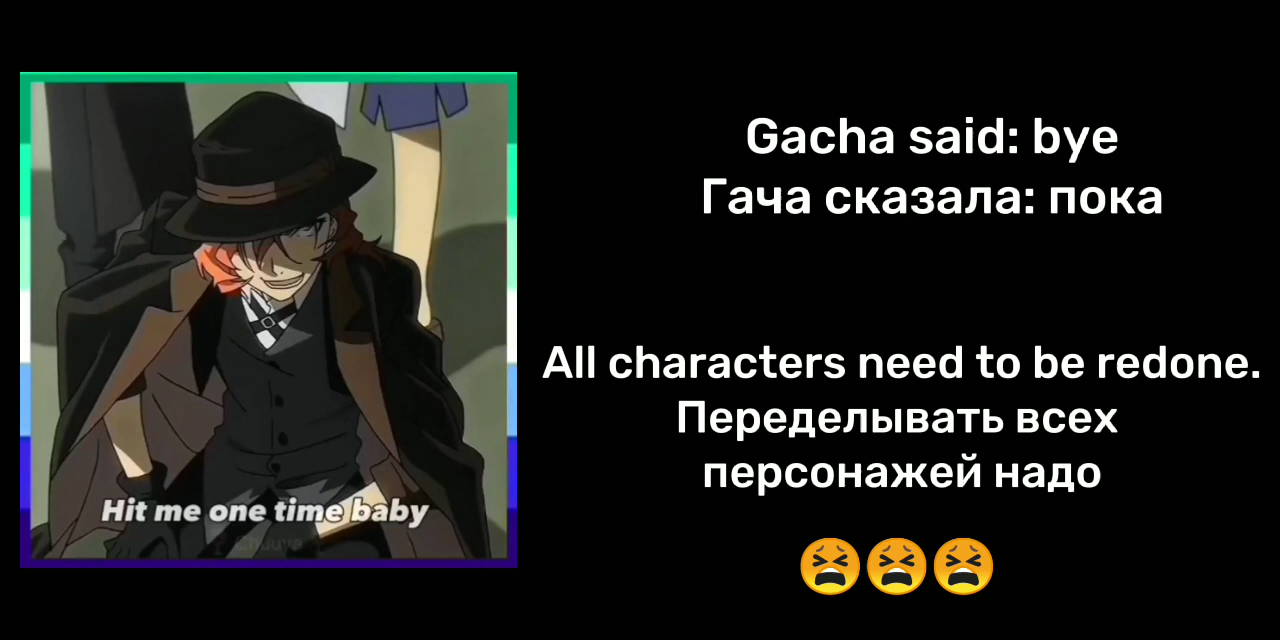 Gacha said: bye
Гача сказала: пока
All characters need to be redone.
Переделывать всех
персонажей надо
😫😫😫
Hit me one time baby
Chuuya